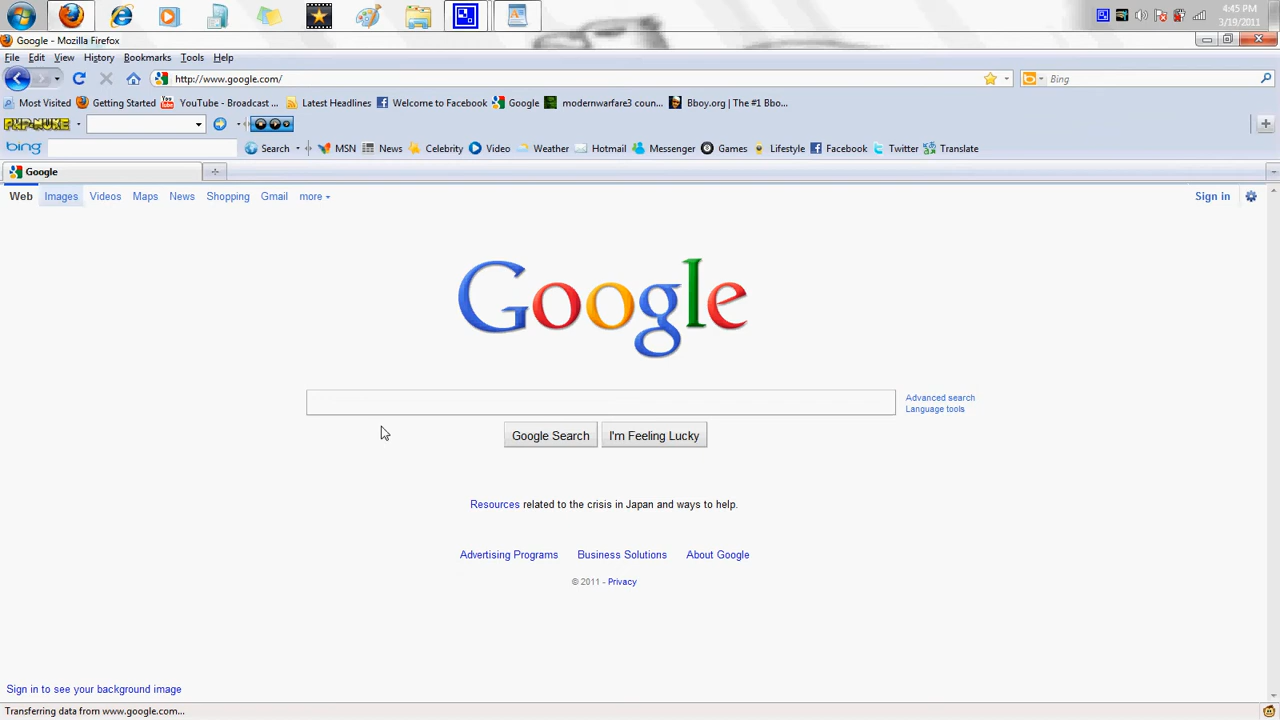 4:45 PM
3/19/2011
Google - Mozilla Firefox
File Edit View History Bookmarks Tools Help
http://www.google.com/ Bing
Most Visited Getting Started YouTube - Broadcast ... Latest Headlines Welcome to Facebook Google modernwarfare3 coun... Bboy.org | The #1 Bbo...
PHP-NUKE
bing Search MSN News Celebrity Video Weather Hotmail Messenger Games Lifestyle Facebook Twitter Translate
Google
Web Images Videos Maps News Shopping Gmail more Sign in
Google
Advanced search
Language tools
Google Search I'm Feeling Lucky
Resources related to the crisis in Japan and ways to help.
Advertising Programs Business Solutions About Google
© 2011 - Privacy
Sign in to see your background image
Transferring data from www.google.com...